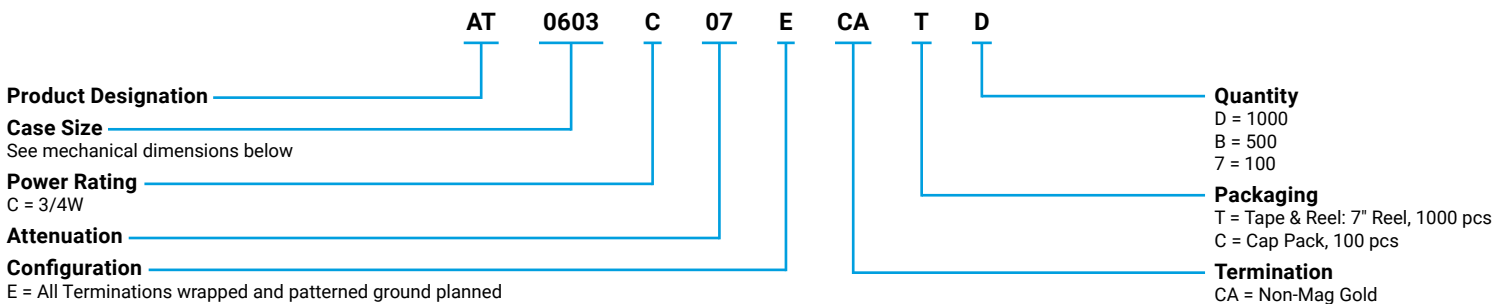 AT 0603 C 07 E CA T D
Product Designation
Case Size
See mechanical dimensions below
Power Rating
C = 3/4W
Attenuation
Configuration
E = All Terminations wrapped and patterned ground planned
Quantity
D = 1000
B = 500
7 = 100
Packaging
T = Tape & Reel: 7" Reel, 1000 pcs
C = Cap Pack, 100 pcs
Termination
CA = Non-Mag Gold